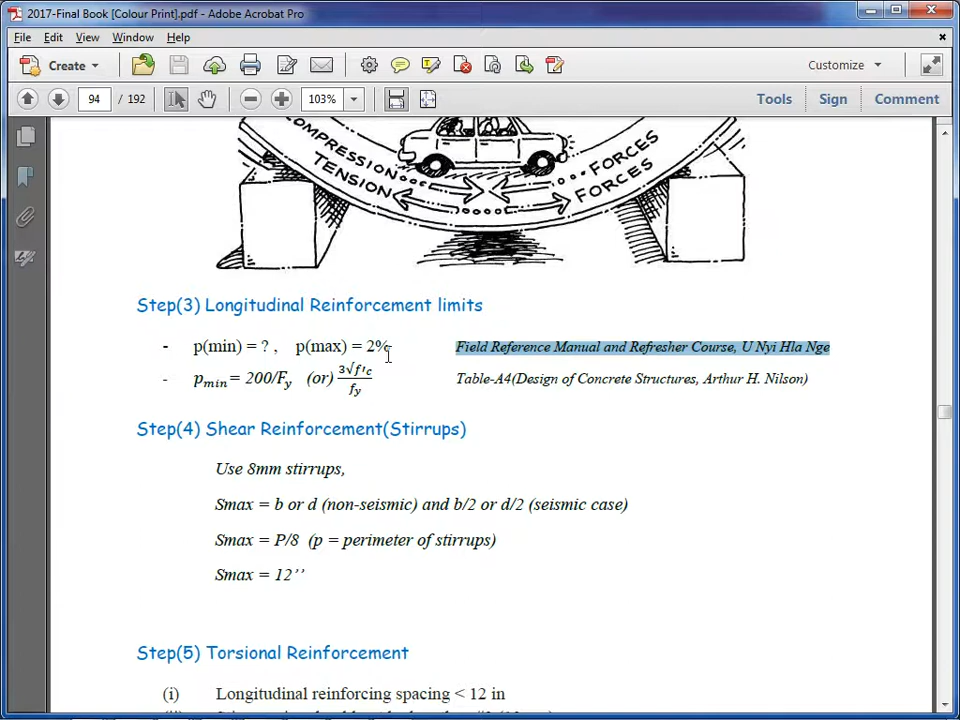 2017-Final Book [Colour Print].pdf - Adobe Acrobat Pro
File Edit View Window Help
Create Customize
94 / 192 103% Tools Sign Comment
COMPRESSION FORCES
TENSION FORCES
Step(3) Longitudinal Reinforcement limits
- p(min) = ? , p(max) = 2% Field Reference Manual and Refresher Course, U Nyi Hla Nge
- pmin= 200/Fy (or) 3√f′c/fy Table-A4(Design of Concrete Structures, Arthur H. Nilson)
Step(4) Shear Reinforcement(Stirrups)
Use 8mm stirrups,
Smax = b or d (non-seismic) and b/2 or d/2 (seismic case)
Smax = P/8 (p = perimeter of stirrups)
Smax = 12’’
Step(5) Torsional Reinforcement
(i) Longitudinal reinforcing spacing < 12 in